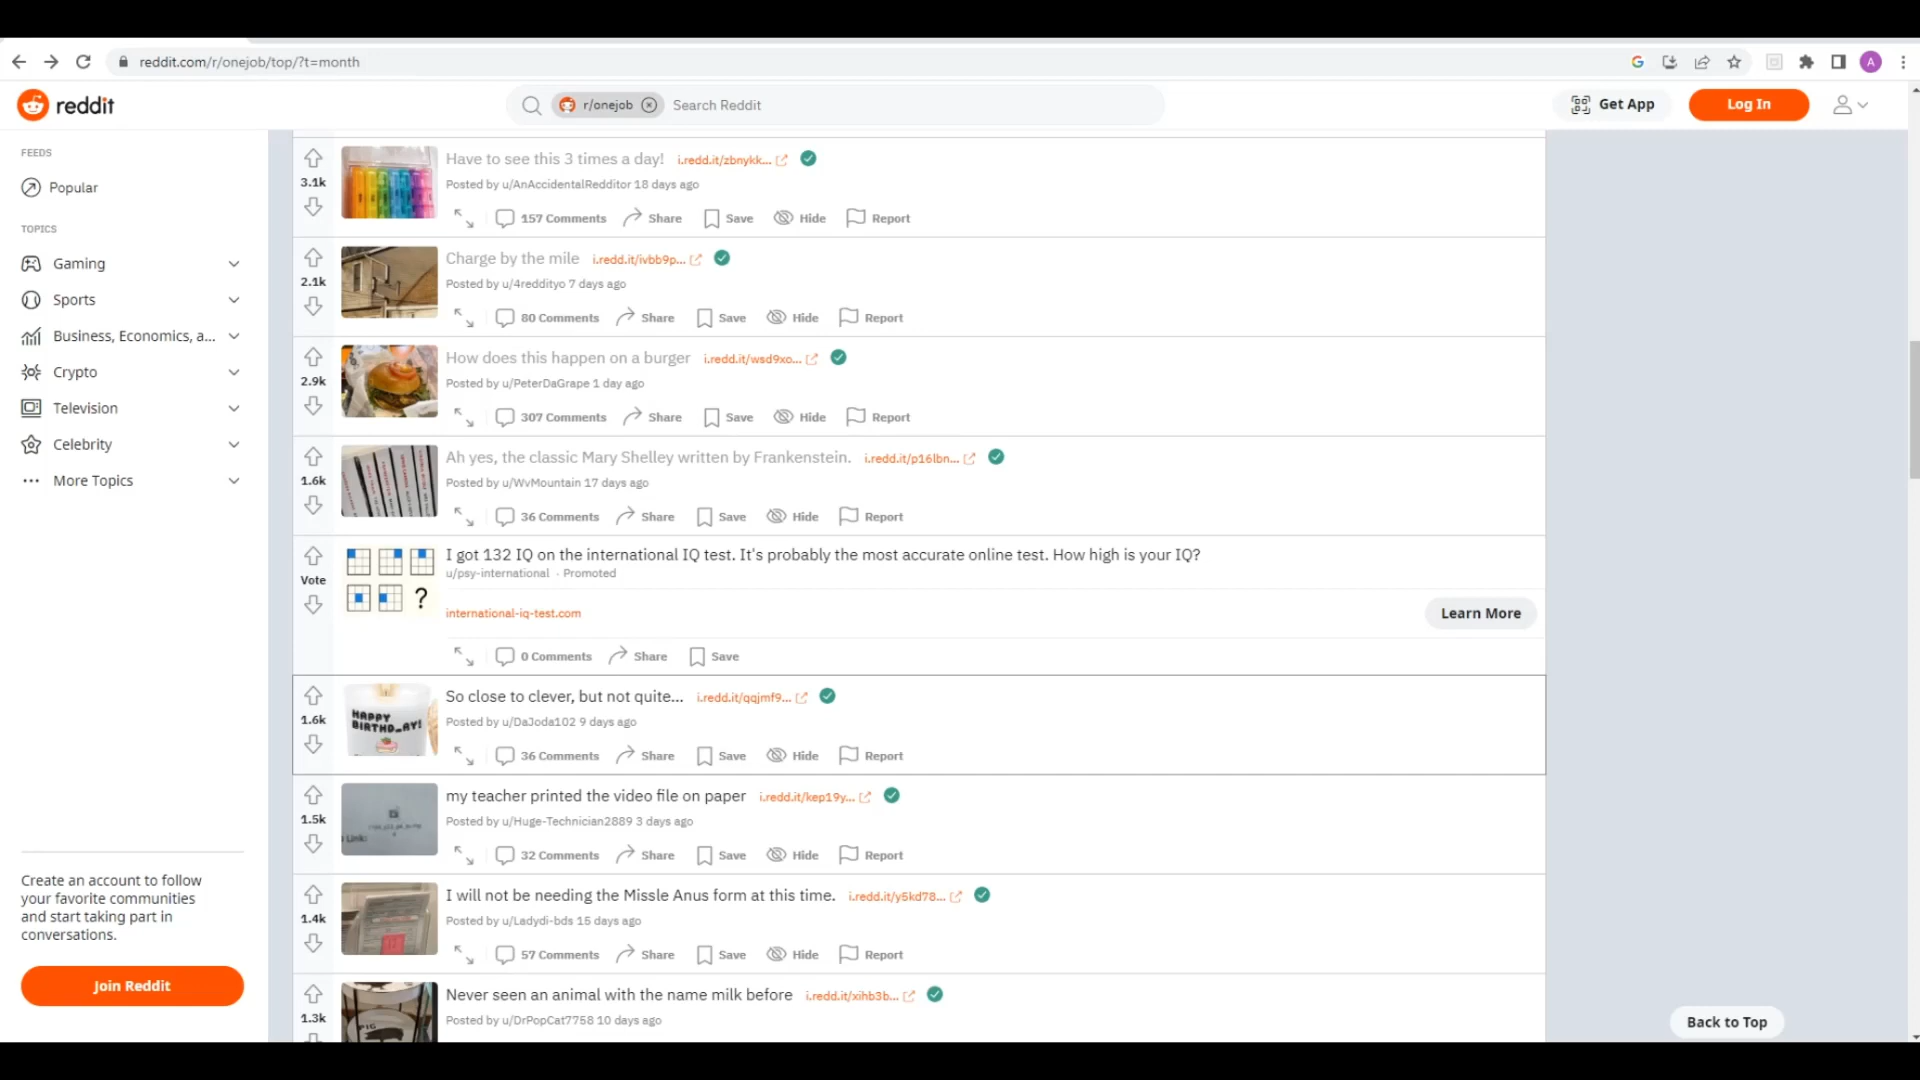 reddit.com/r/onejob/top/?t=month
A
reddit
r/onejob
Search Reddit
Get App
Log In
FEEDS
Popular
TOPICS
Gaming
Sports
Business, Economics, a...
Crypto
Television
Celebrity
More Topics
Create an account to follow
your favorite communities
and start taking part in
conversations.
Join Reddit
3.1k
Have to see this 3 times a day! i.redd.it/zbnykk...
Posted by u/AnAccidentalRedditor 18 days ago
157 Comments Share Save Hide Report
2.1k
Charge by the mile i.redd.it/ivbb9p...
Posted by u/4reddityo 7 days ago
80 Comments Share Save Hide Report
2.9k
How does this happen on a burger i.redd.it/wsd9xo...
Posted by u/PeterDaGrape 1 day ago
307 Comments Share Save Hide Report
1.6k
Ah yes, the classic Mary Shelley written by Frankenstein. i.redd.it/p16lbn...
Posted by u/WvMountain 17 days ago
36 Comments Share Save Hide Report
Vote
?
I got 132 IQ on the international IQ test. It's probably the most accurate online test. How high is your IQ?
u/psy-international · Promoted
international-iq-test.com
Learn More
0 Comments Share Save
1.6k
HAPPY
BIRTHD_AY!
So close to clever, but not quite... i.redd.it/qqjmf9...
Posted by u/DaJoda102 9 days ago
36 Comments Share Save Hide Report
1.5k
Link:
my teacher printed the video file on paper i.redd.it/kep19y...
Posted by u/Huge-Technician2889 3 days ago
32 Comments Share Save Hide Report
1.4k
I will not be needing the Missle Anus form at this time. i.redd.it/y5kd78...
Posted by u/Ladydi-bds 15 days ago
57 Comments Share Save Hide Report
1.3k
PIG
Never seen an animal with the name milk before i.redd.it/xihb3b...
Posted by u/DrPopCat7758 10 days ago
Back to Top